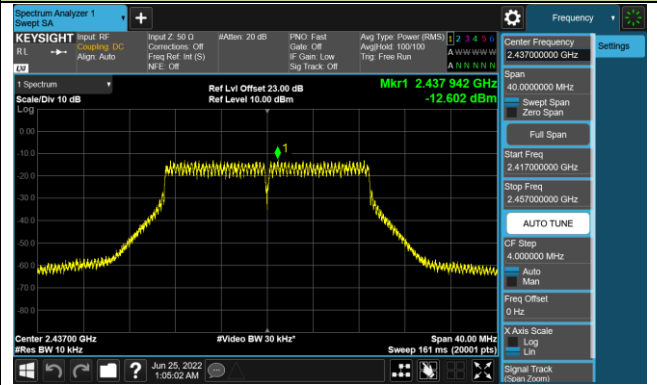 Spectrum Analyzer 1
Swept SA
+
Frequency
KEYSIGHT
RL
Input: RF
Coupling: DC
Align: Auto
Input Z: 50 Ω
Corrections: Off
Freq Ref: Int (S)
NFE: Off
#Atten: 20 dB
PNO: Fast
Gate: Off
IF Gain: Low
Sig Track: Off
Avg Type: Power (RMS)
Avg|Hold: 100/100
Trig: Free Run
1 2 3 4 5 6
A W W W W W
A N N N N N
LXI
1 Spectrum
Scale/Div 10 dB
Log
Ref Lvl Offset 23.00 dB
Ref Level 10.00 dBm
Mkr1 2.437 942 GHz
-12.602 dBm
0.00
-10.0
-20.0
-30.0
-40.0
-50.0
-60.0
-70.0
-80.0
1
Center 2.43700 GHz
#Res BW 10 kHz
#Video BW 30 kHz*
Span 40.00 MHz
Sweep 161 ms (20001 pts)
Jun 25, 2022
1:05:02 AM
?
Settings
Center Frequency
2.437000000 GHz
Span
40.0000000 MHz
Swept Span
Zero Span
Full Span
Start Freq
2.417000000 GHz
Stop Freq
2.457000000 GHz
AUTO TUNE
CF Step
4.000000 MHz
Auto
Man
Freq Offset
0 Hz
X Axis Scale
Log
Lin
Signal Track
(Span Zoom)